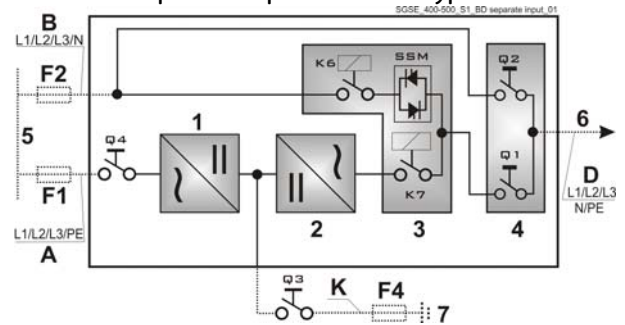 SGSE_400-500_S1_BD separate input_01
B
L1/L2/L3/N
F2
K6
SSM
Q2
5
Q4
1
6
F1
Q1
D
L1/L2/L3
N/PE
L1/L2/L3/PE
A
K7
2
3
4
Q3
K
F4
7